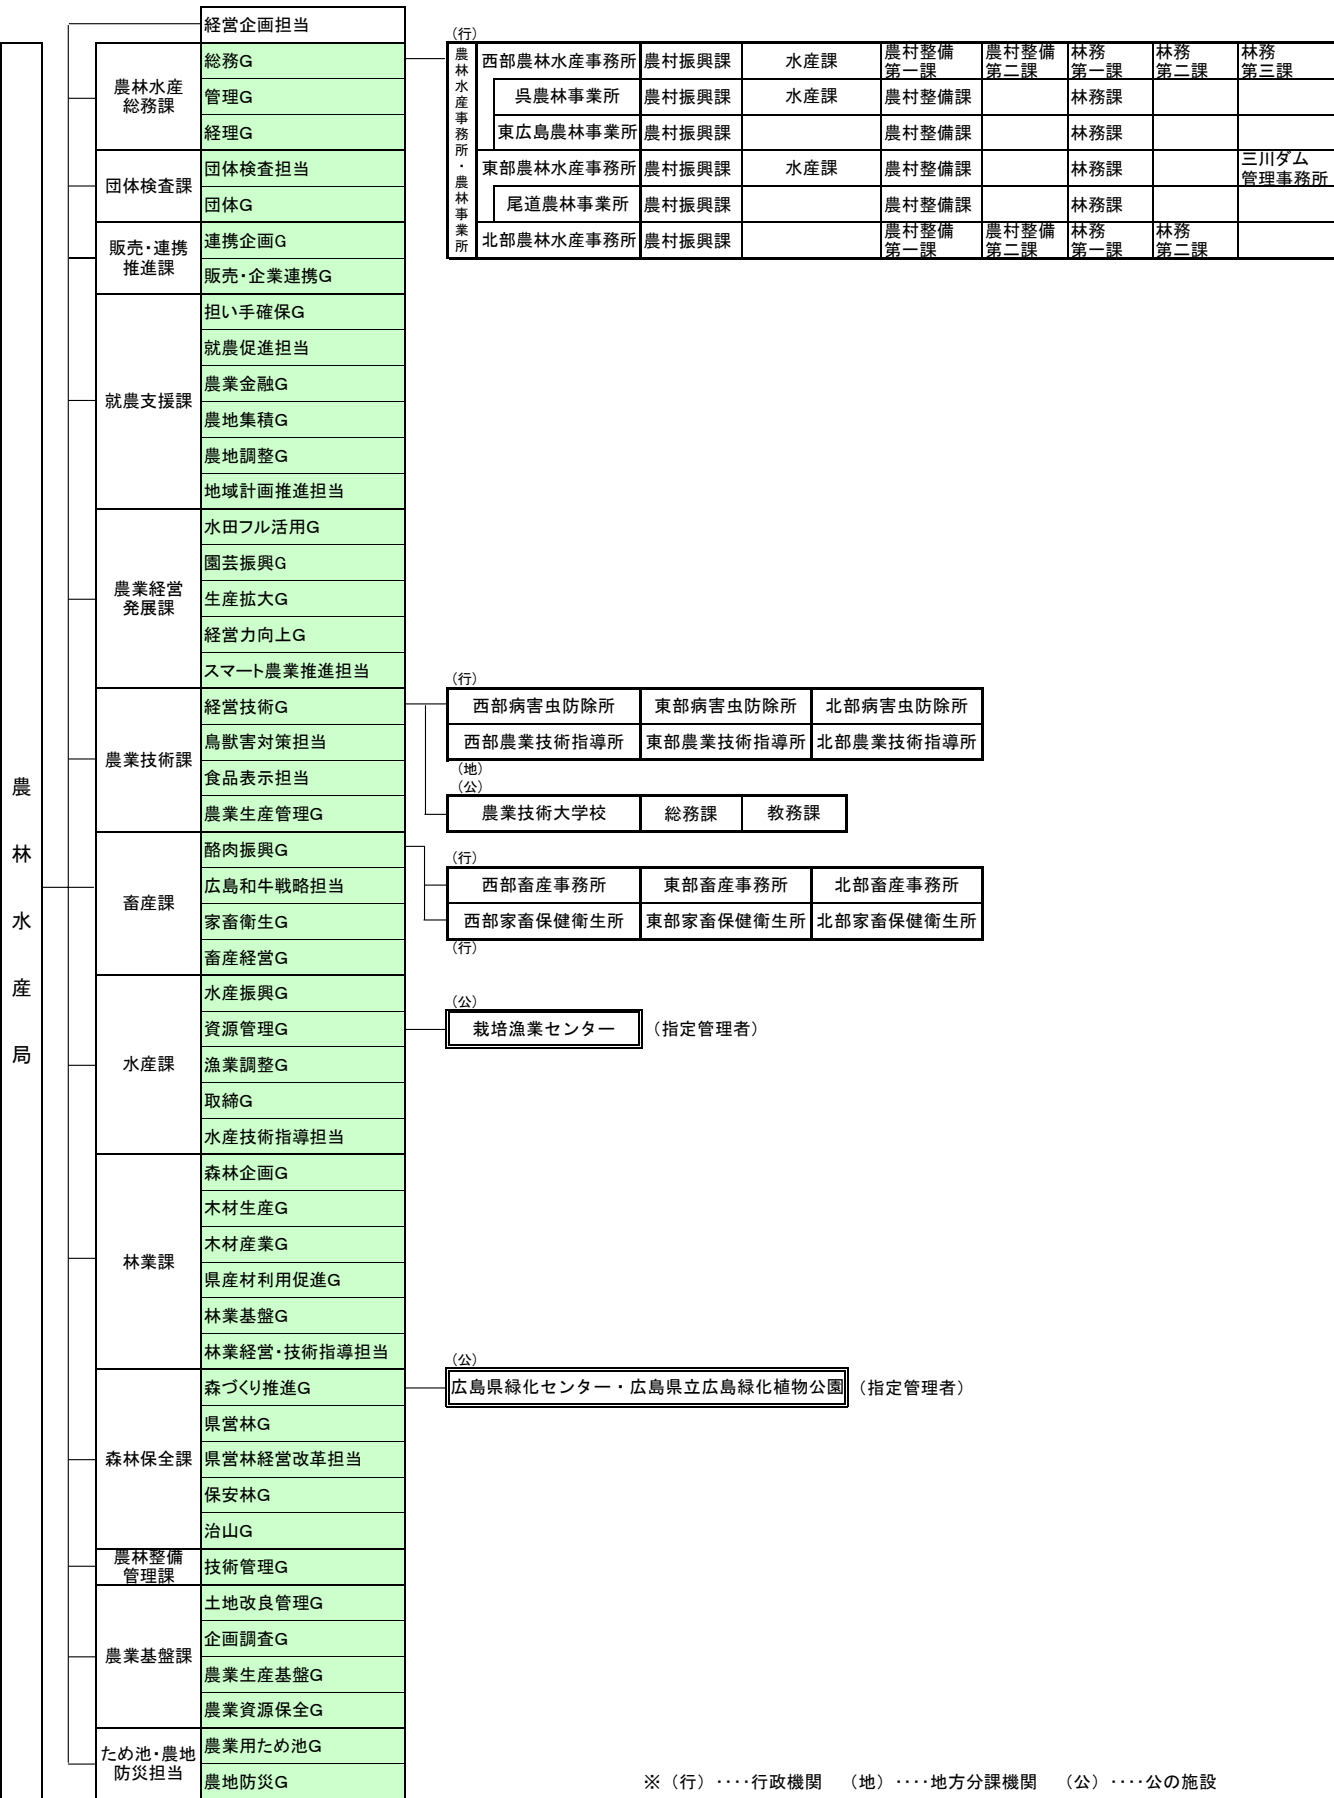 農林水産局
経営企画担当
農林水産
総務課
総務G
管理G
経理G
団体検査課
団体検査担当
団体G
販売・連携
推進課
連携企画G
販売・企業連携G
就農支援課
担い手確保G
就農促進担当
農業金融G
農地集積G
農地調整G
地域計画推進担当
農業経営
発展課
水田フル活用G
園芸振興G
生産拡大G
経営力向上G
スマート農業推進担当
農業技術課
経営技術G
鳥獣害対策担当
食品表示担当
農業生産管理G
畜産課
酪肉振興G
広島和牛戦略担当
家畜衛生G
畜産経営G
水産課
水産振興G
資源管理G
漁業調整G
取締G
水産技術指導担当
林業課
森林企画G
木材生産G
木材産業G
県産材利用促進G
林業基盤G
林業経営・技術指導担当
森林保全課
森づくり推進G
県営林G
県営林経営改革担当
保安林G
治山G
農林整備
管理課
技術管理G
農業基盤課
土地改良管理G
企画調査G
農業生産基盤G
農業資源保全G
ため池・農地
防災担当
農業用ため池G
農地防災G
（行）
農林水産事務所・農林事業所
西部農林水産事務所 農村振興課 水産課 農村整備第一課 農村整備第二課 林務第一課 林務第二課 林務第三課
呉農林事業所 農村振興課 水産課 農村整備課 林務課
東広島農林事業所 農村振興課 農村整備課 林務課
東部農林水産事務所 農村振興課 水産課 農村整備課 林務課 三川ダム管理事務所
尾道農林事業所 農村振興課 農村整備課 林務課
北部農林水産事務所 農村振興課 農村整備第一課 農村整備第二課 林務第一課 林務第二課
（行）
西部病害虫防除所 東部病害虫防除所 北部病害虫防除所
西部農業技術指導所 東部農業技術指導所 北部農業技術指導所
（地）
（公）
農業技術大学校 総務課 教務課
（行）
西部畜産事務所 東部畜産事務所 北部畜産事務所
西部家畜保健衛生所 東部家畜保健衛生所 北部家畜保健衛生所
（行）
（公）
栽培漁業センター （指定管理者）
（公）
広島県緑化センター・広島県立広島緑化植物公園 （指定管理者）
※（行）‥‥行政機関 （地）‥‥地方分課機関 （公）‥‥公の施設